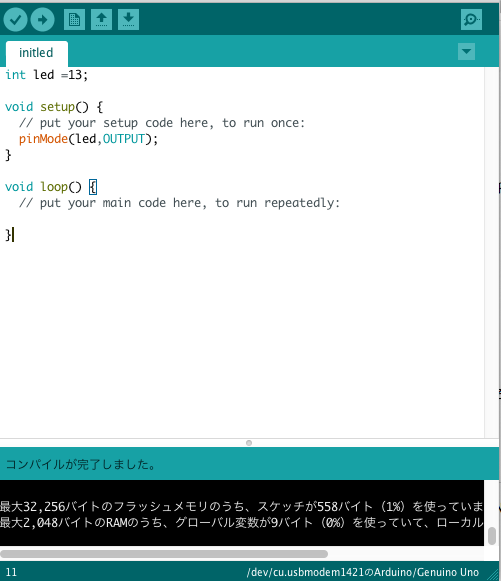 initled
int led =13;
void setup() {
// put your setup code here, to run once:
pinMode(led,OUTPUT);
}
void loop() {
// put your main code here, to run repeatedly:
}
コンパイルが完了しました。
最大32,256バイトのフラッシュメモリのうち、スケッチが558バイト（1%）を使っていま
最大2,048バイトのRAMのうち、グローバル変数が9バイト（0%）を使っていて、ローカル
11
/dev/cu.usbmodem1421のArduino/Genuino Uno